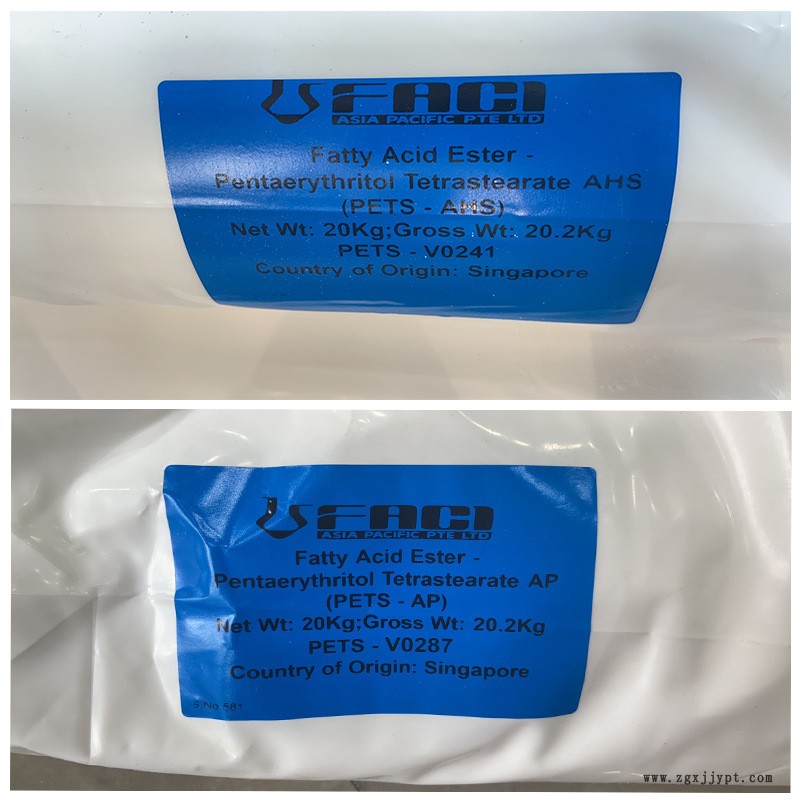 FACI
ASIA PACIFIC PTE LTD
Fatty Acid Ester -
Pentaerythritol Tetrastearate AHS
(PETS - AHS)
Net Wt: 20Kg;Gross Wt: 20.2Kg
PETS - V0241
Country of Origin: Singapore
FACI
ASIA PACIFIC PTE LTD
Fatty Acid Ester -
Pentaerythritol Tetrastearate AP
(PETS - AP)
Net Wt: 20Kg;Gross Wt: 20.2Kg
PETS - V0287
Country of Origin: Singapore
S.No.58*
www.zgxjjypt.com